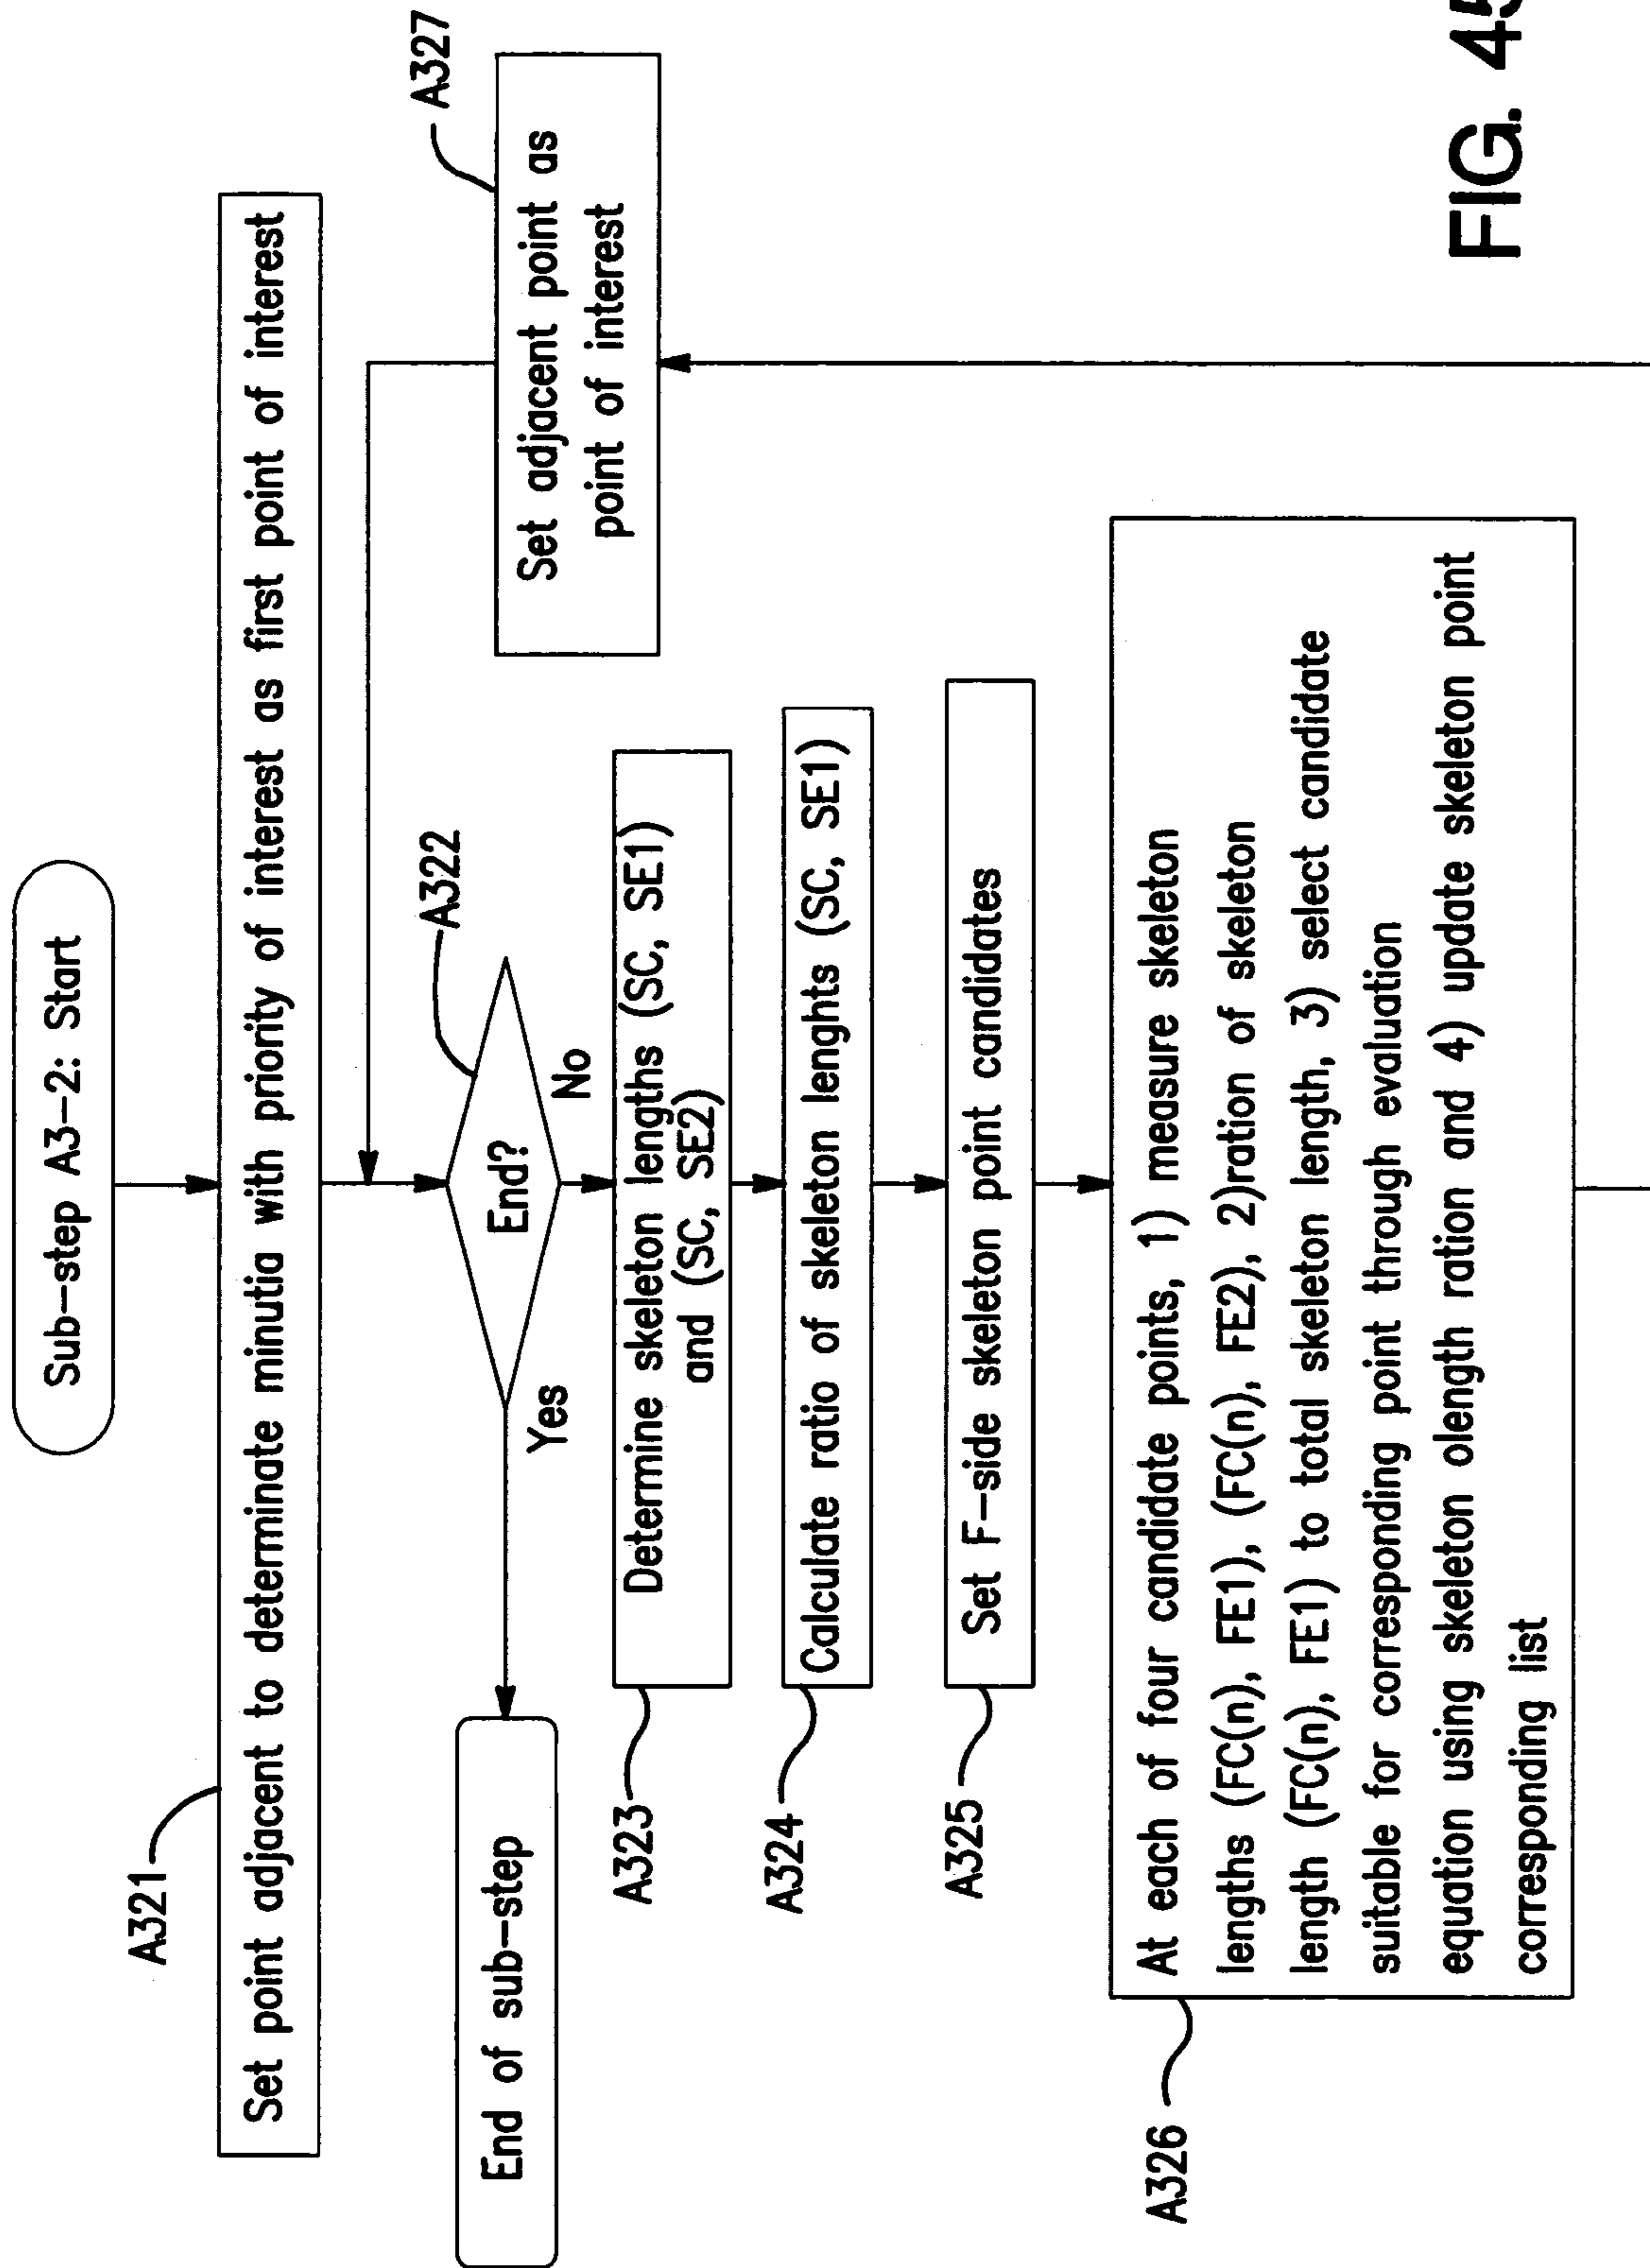 Sub-step A3-2: Start
A321
Set point adjacent to determinate minutia with priority of interest as first point of interest
A322
End?
Yes
No
End of sub-step
A327
Set adjacent point as
point of interest
A323
Determine skeleton lengths (SC, SE1)
and (SC, SE2)
A324
Calculate ratio of skeleton lenghts (SC, SE1)
A325
Set F-side skeleton point candidates
A326
At each of four candidate points, 1) measure skeleton
lengths (FC(n), FE1), (FC(n), FE2), 2)ration of skeleton
length (FC(n), FE1) to total skeleton length, 3) select candidate
suitable for corresponding point through evaluation
equation using skeleton olength ration and 4) update skeleton point
corresponding list
FIG. 45